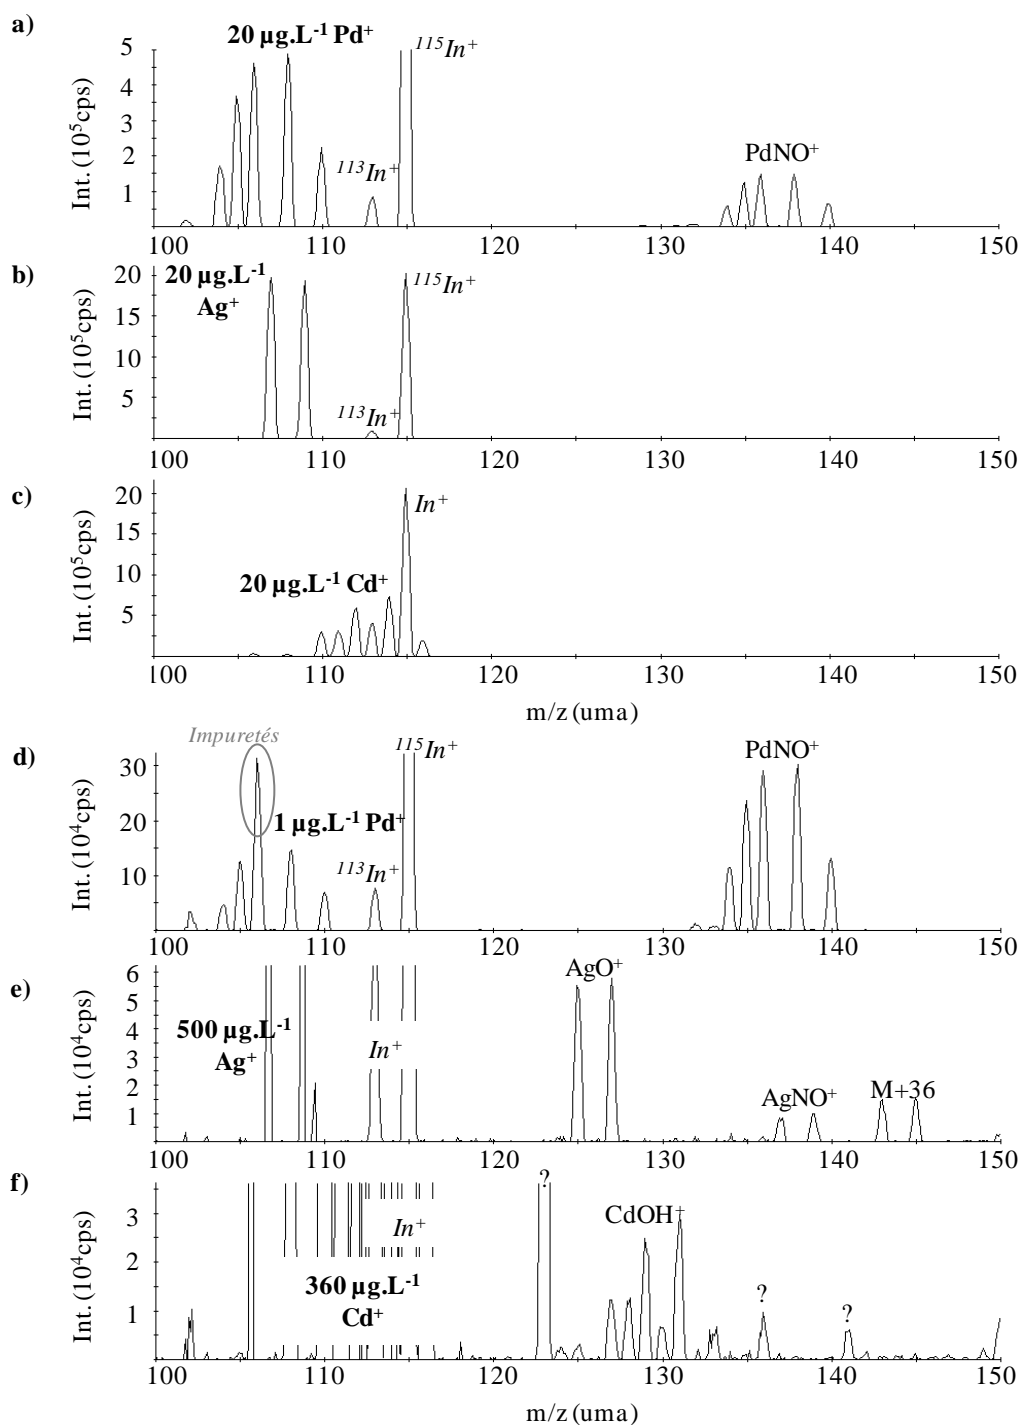 a)
20 µg.L⁻¹ Pd⁺
¹¹⁵In⁺
¹¹³In⁺
PdNO⁺
Int. (10⁵cps)
5
4
3
2
1
100 110 120 130 140 150
b)
20 µg.L⁻¹
Ag⁺
¹¹⁵In⁺
¹¹³In⁺
Int. (10⁵cps)
20
15
10
5
100 110 120 130 140 150
c)
In⁺
20 µg.L⁻¹ Cd⁺
Int. (10⁵cps)
20
15
10
5
100 110 120 130 140 150
m/z (uma)
d)
Impuretés
¹¹⁵In⁺
PdNO⁺
1 µg.L⁻¹ Pd⁺
¹¹³In⁺
Int. (10⁴cps)
30
20
10
100 110 120 130 140 150
e)
AgO⁺
500 µg.L⁻¹
Ag⁺
In⁺
AgNO⁺
M+36
Int. (10⁴cps)
6
5
4
3
2
1
100 110 120 130 140 150
f)
?
In⁺
CdOH⁺
360 µg.L⁻¹
Cd⁺
?
?
Int. (10⁴cps)
3
2
1
100 110 120 130 140 150
m/z (uma)